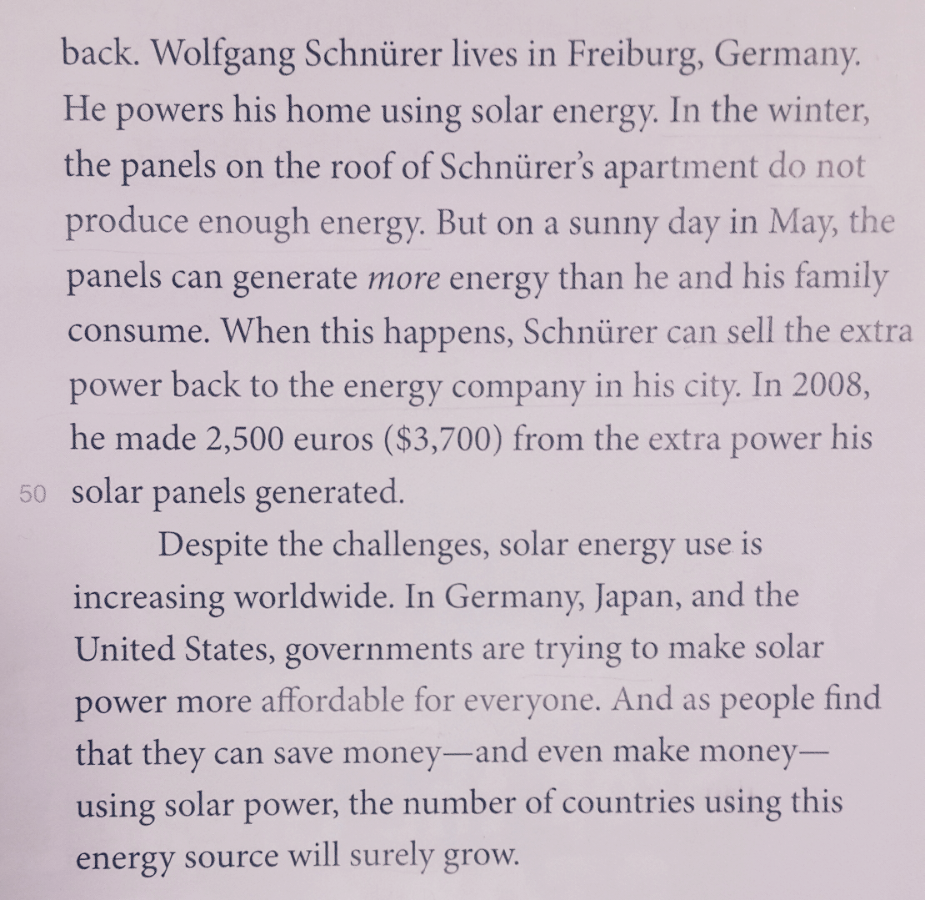 back. Wolfgang Schnürer lives in Freiburg, Germany.
He powers his home using solar energy. In the winter,
the panels on the roof of Schnürer’s apartment do not
produce enough energy. But on a sunny day in May, the
panels can generate more energy than he and his family
consume. When this happens, Schnürer can sell the extra
power back to the energy company in his city. In 2008,
he made 2,500 euros ($3,700) from the extra power his
50 solar panels generated.
Despite the challenges, solar energy use is
increasing worldwide. In Germany, Japan, and the
United States, governments are trying to make solar
power more affordable for everyone. And as people find
that they can save money—and even make money—
using solar power, the number of countries using this
energy source will surely grow.